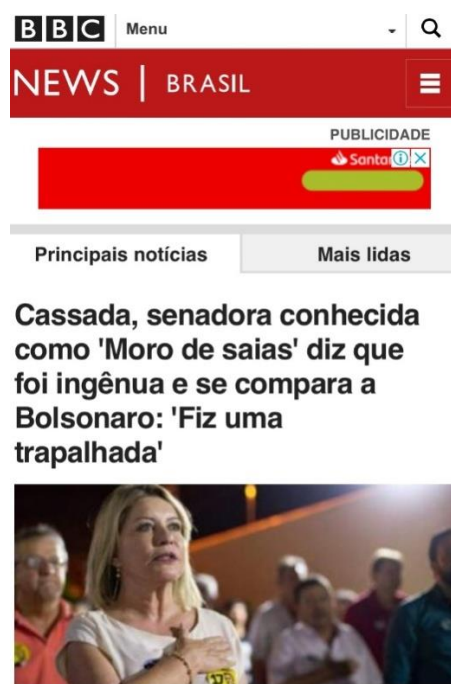 BBC Menu
NEWS | BRASIL
PUBLICIDADE
Principais notícias Mais lidas
Cassada, senadora conhecida
como 'Moro de saias' diz que
foi ingênua e se compara a
Bolsonaro: 'Fiz uma
trapalhada'